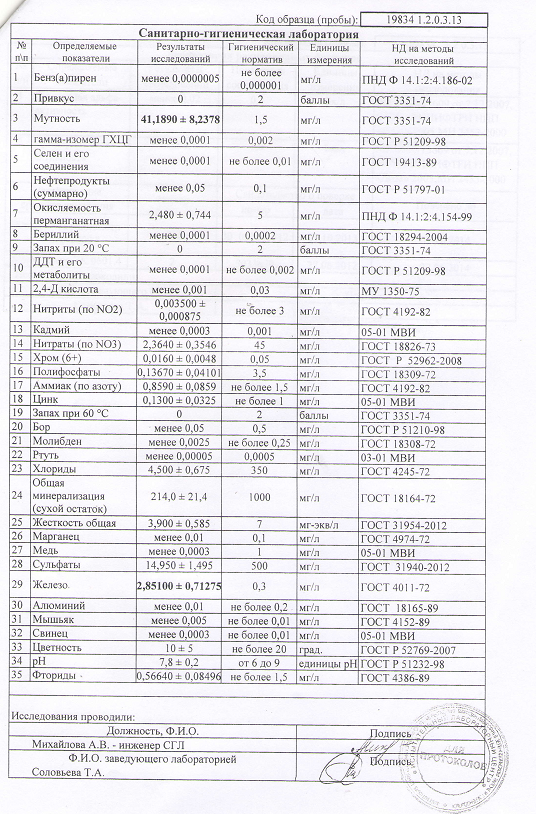 Код образца (пробы): 19834 1.2.0.3.13
Санитарно-гигиеническая лаборатория
№ п\п Определяемые показатели Результаты исследований Гигиенический норматив Единицы измерения НД на методы исследований
1 Бенз(а)пирен менее 0,0000005 не более 0,000001 мг/л ПНД Ф 14.1:2:4.186-02
2 Привкус 0 2 баллы ГОСТ 3351-74
3 Мутность 41,1890 ± 8,2378 1,5 мг/л ГОСТ 3351-74
4 гамма-изомер ГХЦГ менее 0,0001 0,002 мг/л ГОСТ Р 51209-98
5 Селен и его соединения менее 0,0001 не более 0,01 мг/л ГОСТ 19413-89
6 Нефтепродукты (суммарно) менее 0,05 0,1 мг/л ГОСТ Р 51797-01
7 Окисляемость перманганатная 2,480 ± 0,744 5 мг/л ПНД Ф 14.1:2:4.154-99
8 Бериллий менее 0,0001 0,0002 мг/л ГОСТ 18294-2004
9 Запах при 20 °С 0 2 баллы ГОСТ 3351-74
10 ДДТ и его метаболиты менее 0,0001 не более 0,002 мг/л ГОСТ Р 51209-98
11 2,4-Д кислота менее 0,001 0,03 мг/л МУ 1350-75
12 Нитриты (по NO2) 0,003500 ± 0,000875 не более 3 мг/л ГОСТ 4192-82
13 Кадмий менее 0,0003 0,001 мг/л 05-01 МВИ
14 Нитраты (по NO3) 2,3640 ± 0,3546 45 мг/л ГОСТ 18826-73
15 Хром (6+) 0,0160 ± 0,0048 0,05 мг/л ГОСТ Р 52962-2008
16 Полифосфаты 0,13670 ± 0,04101 3,5 мг/л ГОСТ 18309-72
17 Аммиак (по азоту) 0,8590 ± 0,0859 не более 1,5 мг/л ГОСТ 4192-82
18 Цинк 0,1300 ± 0,0325 не более 1 мг/л 05-01 МВИ
19 Запах при 60 °С 0 2 баллы ГОСТ 3351-74
20 Бор менее 0,05 0,5 мг/л ГОСТ Р 51210-98
21 Молибден менее 0,0025 не более 0,25 мг/л ГОСТ 18308-72
22 Ртуть менее 0,00005 0,0005 мг/л 03-01 МВИ
23 Хлориды 4,500 ± 0,675 350 мг/л ГОСТ 4245-72
24 Общая минерализация (сухой остаток) 214,0 ± 21,4 1000 мг/л ГОСТ 18164-72
25 Жесткость общая 3,900 ± 0,585 7 мг-экв/л ГОСТ 31954-2012
26 Марганец менее 0,01 0,1 мг/л ГОСТ 4974-72
27 Медь менее 0,0003 1 мг/л 05-01 МВИ
28 Сульфаты 14,950 ± 1,495 500 мг/л ГОСТ 31940-2012
29 Железо 2,85100 ± 0,71275 0,3 мг/л ГОСТ 4011-72
30 Алюминий менее 0,01 не более 0,2 мг/л ГОСТ 18165-89
31 Мышьяк менее 0,005 не более 0,01 мг/л ГОСТ 4152-89
32 Свинец менее 0,0003 не более 0,01 мг/л 05-01 МВИ
33 Цветность 10 ± 5 не более 20 град. ГОСТ Р 52769-2007
34 pH 7,8 ± 0,2 от 6 до 9 единицы pH ГОСТ Р 51232-98
35 Фториды 0,56640 ± 0,08496 не более 1,5 мг/л ГОСТ 4386-89
Исследования проводили:
Должность, Ф.И.О. Подпись
Михайлова А.В. - инженер СГЛ
Ф.И.О. заведующего лабораторией Подпись
Соловьева Т.А.
ДЛЯ
ПРОТОКОЛОВ